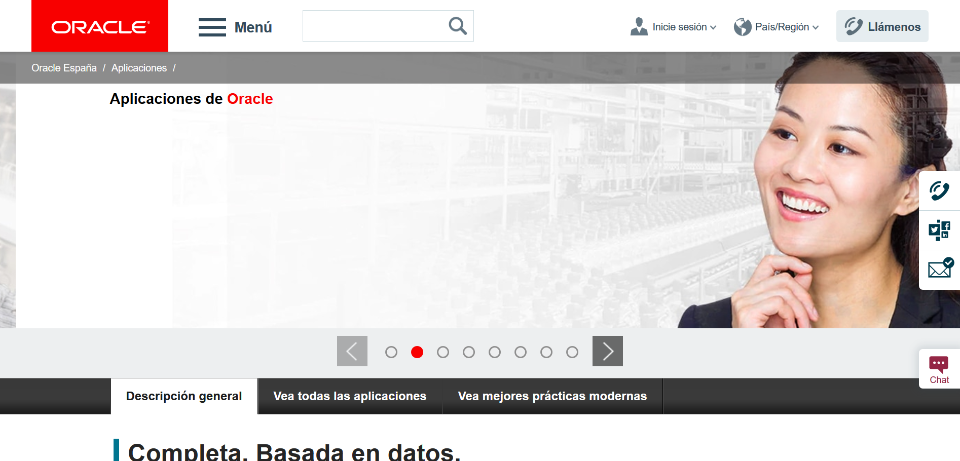 ORACLE
Menú
Inicie sesión
País/Región
Llámenos
Oracle España / Aplicaciones /
Aplicaciones de Oracle
Chat
Descripción general
Vea todas las aplicaciones
Vea mejores prácticas modernas
Completa. Basada en datos.